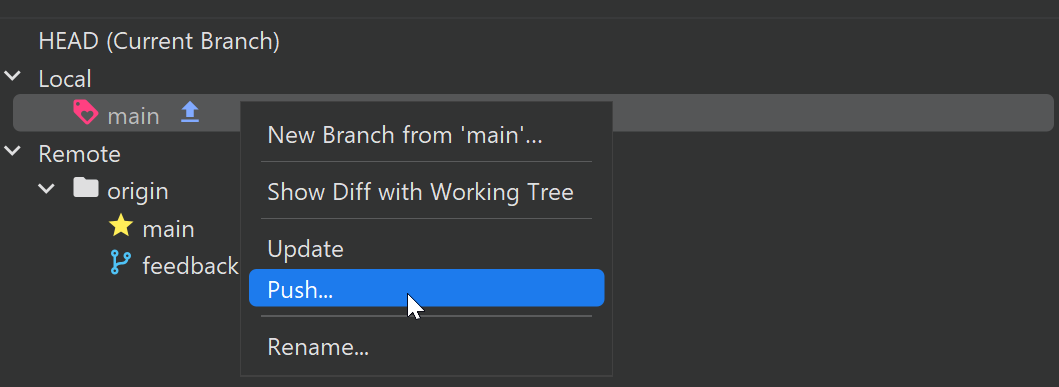 HEAD (Current Branch)
Local
main
Remote
origin
main
feedback
New Branch from 'main'...
Show Diff with Working Tree
Update
Push...
Rename...